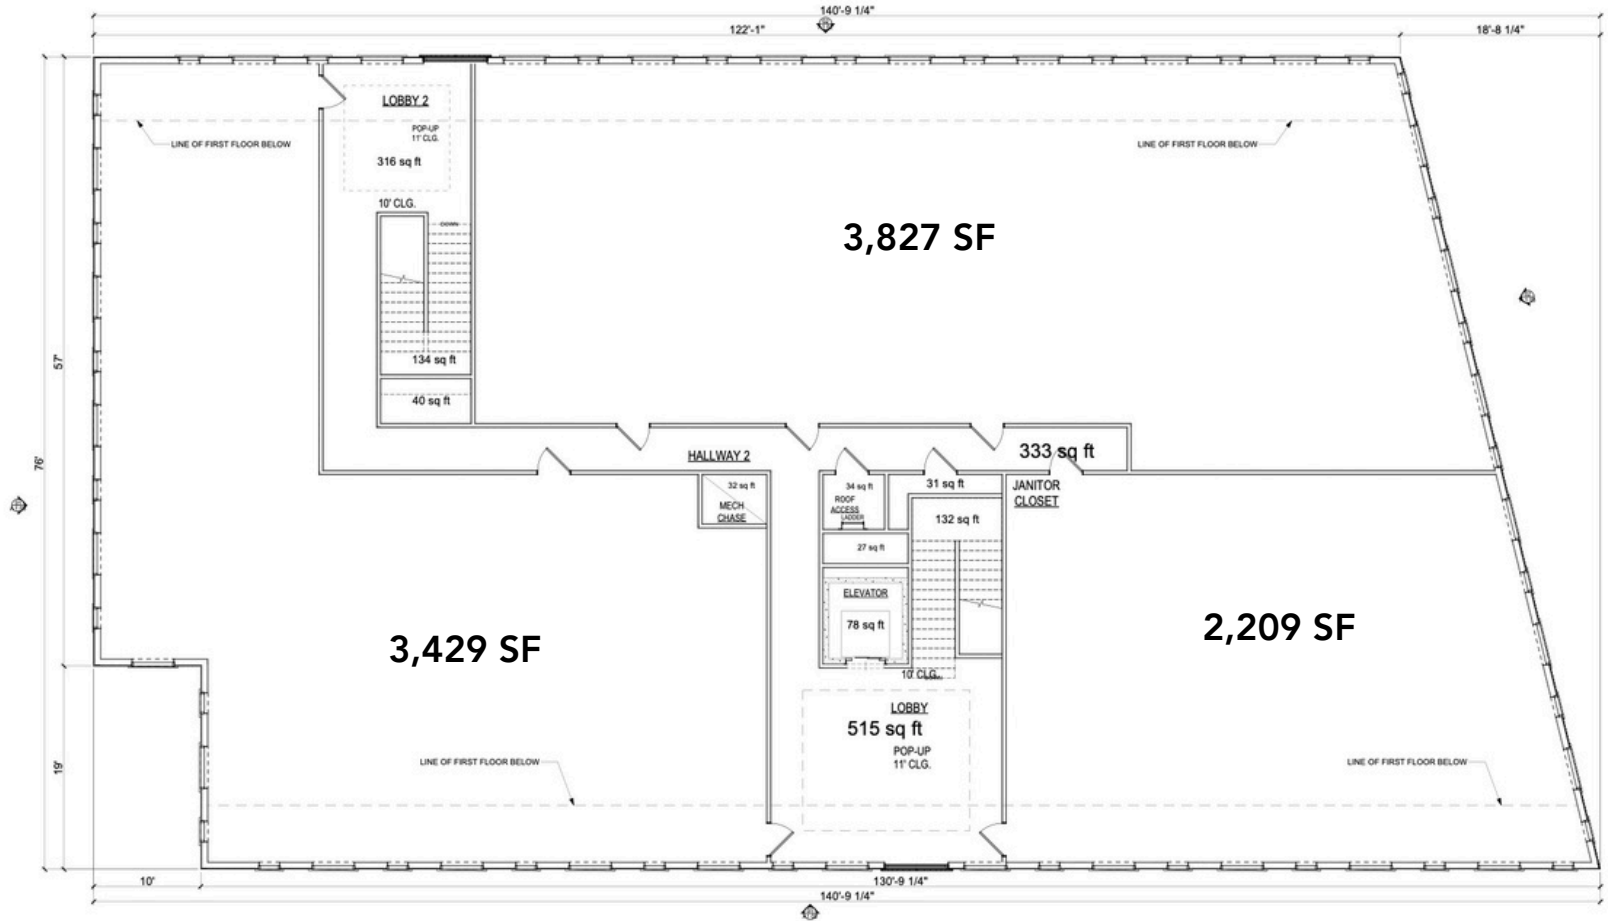 140'-9 1/4"
122'-1"
18'-8 1/4"
LOBBY 2
POP-UP
11' CLG.
316 sq ft
LINE OF FIRST FLOOR BELOW
LINE OF FIRST FLOOR BELOW
10' CLG.
DOWN
3,827 SF
57'
134 sq ft
40 sq ft
76'
HALLWAY 2
333 sq ft
32 sq ft
MECH
CHASE
34 sq ft
ROOF
ACCESS
LADDER
31 sq ft
JANITOR
CLOSET
132 sq ft
27 sq ft
ELEVATOR
78 sq ft
3,429 SF
2,209 SF
10' CLG.
DOWN
LOBBY
515 sq ft
POP-UP
11' CLG.
19'
LINE OF FIRST FLOOR BELOW
LINE OF FIRST FLOOR BELOW
10'
130'-9 1/4"
140'-9 1/4"